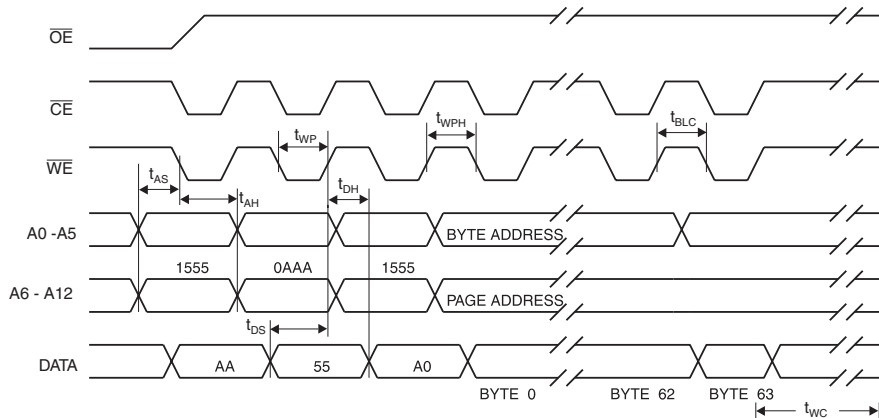 OE
CE
tWP
tWPH
tBLC
WE
tAS
tAH
tDH
A0 -A5
BYTE ADDRESS
1555
0AAA
1555
A6 - A12
PAGE ADDRESS
tDS
DATA
AA
55
A0
BYTE 0
BYTE 62
BYTE 63
tWC